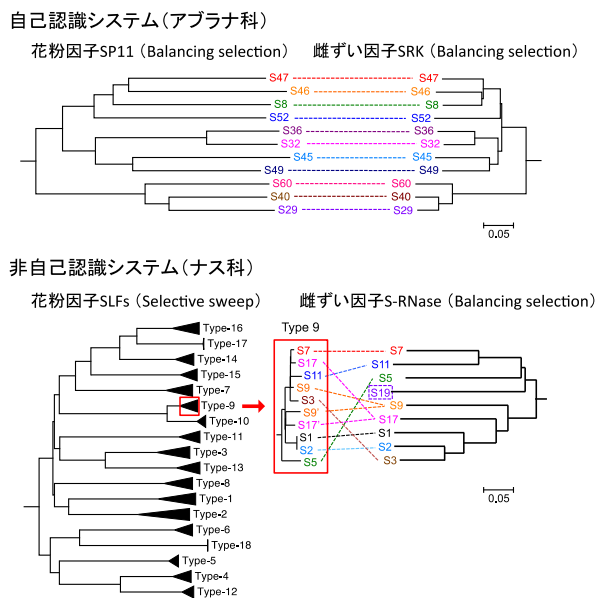 自己認識システム（アブラナ科）
花粉因子SP11（Balancing selection） 雌ずい因子SRK（Balancing selection）
S47 S47
S46 S46
S8 S8
S52 S52
S36 S36
S32 S32
S45 S45
S49 S49
S60 S60
S40 S40
S29 S29
0.05
非自己認識システム（ナス科）
花粉因子SLFs（Selective sweep） 雌ずい因子S-RNase（Balancing selection）
Type-16
Type-17
Type-14
Type-15
Type-7
Type-9
Type-10
Type-11
Type-3
Type-13
Type-8
Type-1
Type-2
Type-6
Type-18
Type-5
Type-4
Type-12
Type 9
S7
S17
S11
S9
S3
S9'
S17'
S1
S2
S5
S7
S11
S5
S19
S9
S17
S1
S2
S3
0.05